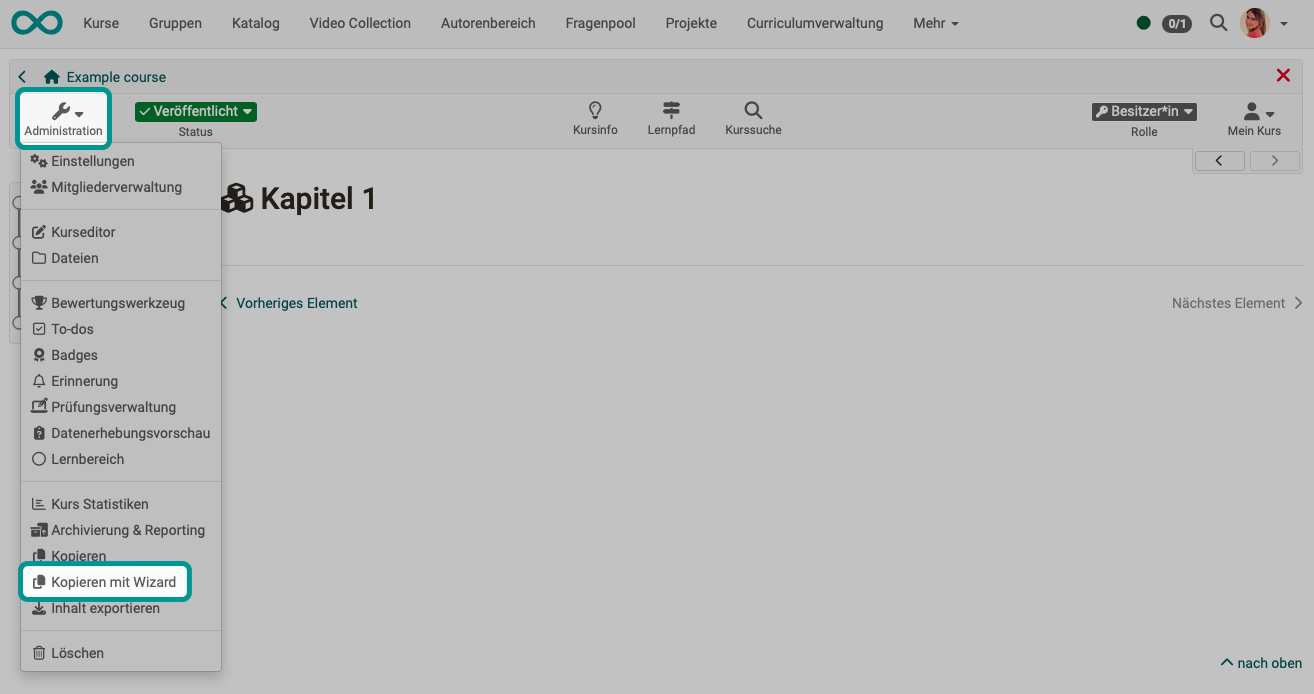 Kurse Gruppen Katalog Video Collection Autorenbereich Fragenpool Projekte Curriculumverwaltung Mehr 0/1
Example course
Administration
Veröffentlicht
Status
Kursinfo
Lernpfad
Kurssuche
Besitzer*in
Rolle
Mein Kurs
Einstellungen
Mitgliederverwaltung
Kurseditor
Dateien
Bewertungswerkzeug
To-dos
Badges
Erinnerung
Prüfungsverwaltung
Datenerhebungsvorschau
Lernbereich
Kurs Statistiken
Archivierung & Reporting
Kopieren
Kopieren mit Wizard
Inhalt exportieren
Löschen
Kapitel 1
Vorheriges Element
Nächstes Element
nach oben